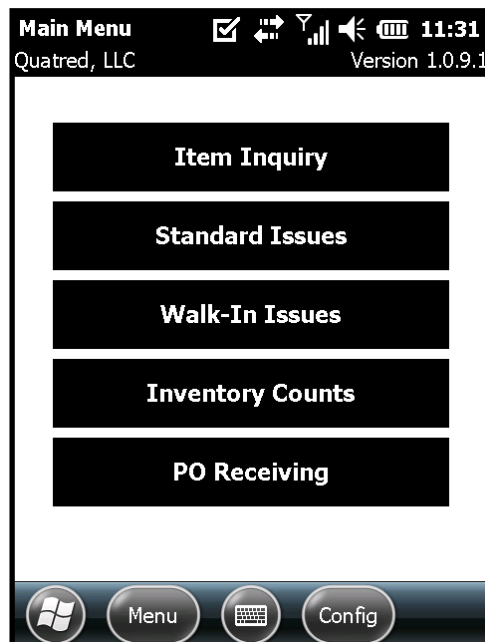 Main Menu 11:31
Quatred, LLC Version 1.0.9.1
Item Inquiry
Standard Issues
Walk-In Issues
Inventory Counts
PO Receiving
Menu Config